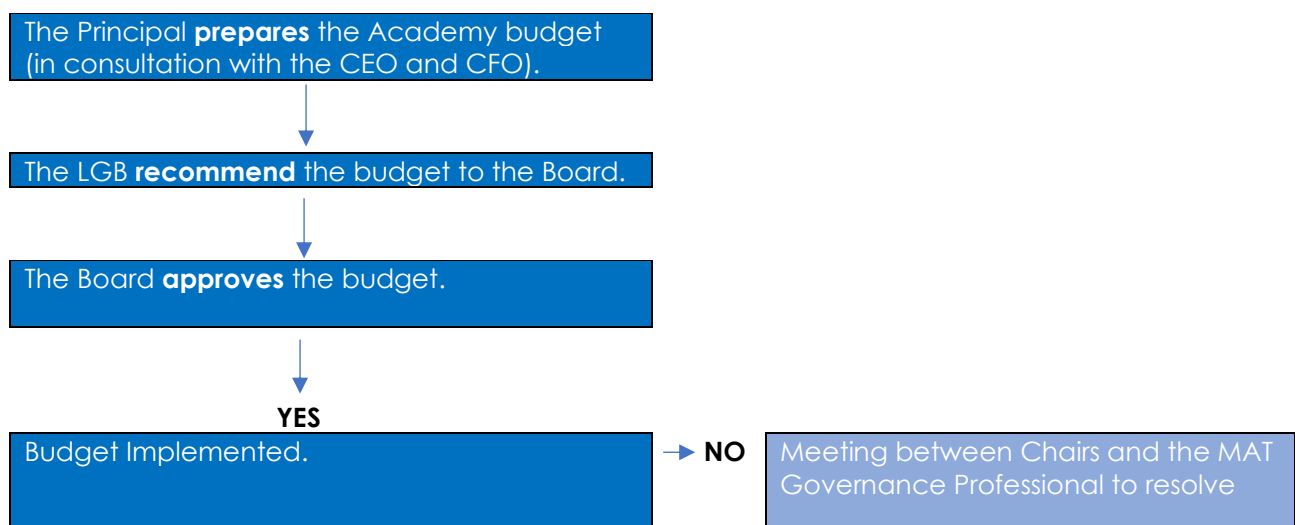 The Principal prepares the Academy budget
(in consultation with the CEO and CFO).
The LGB recommend the budget to the Board.
The Board approves the budget.
YES
Budget Implemented.
NO
Meeting between Chairs and the MAT
Governance Professional to resolve